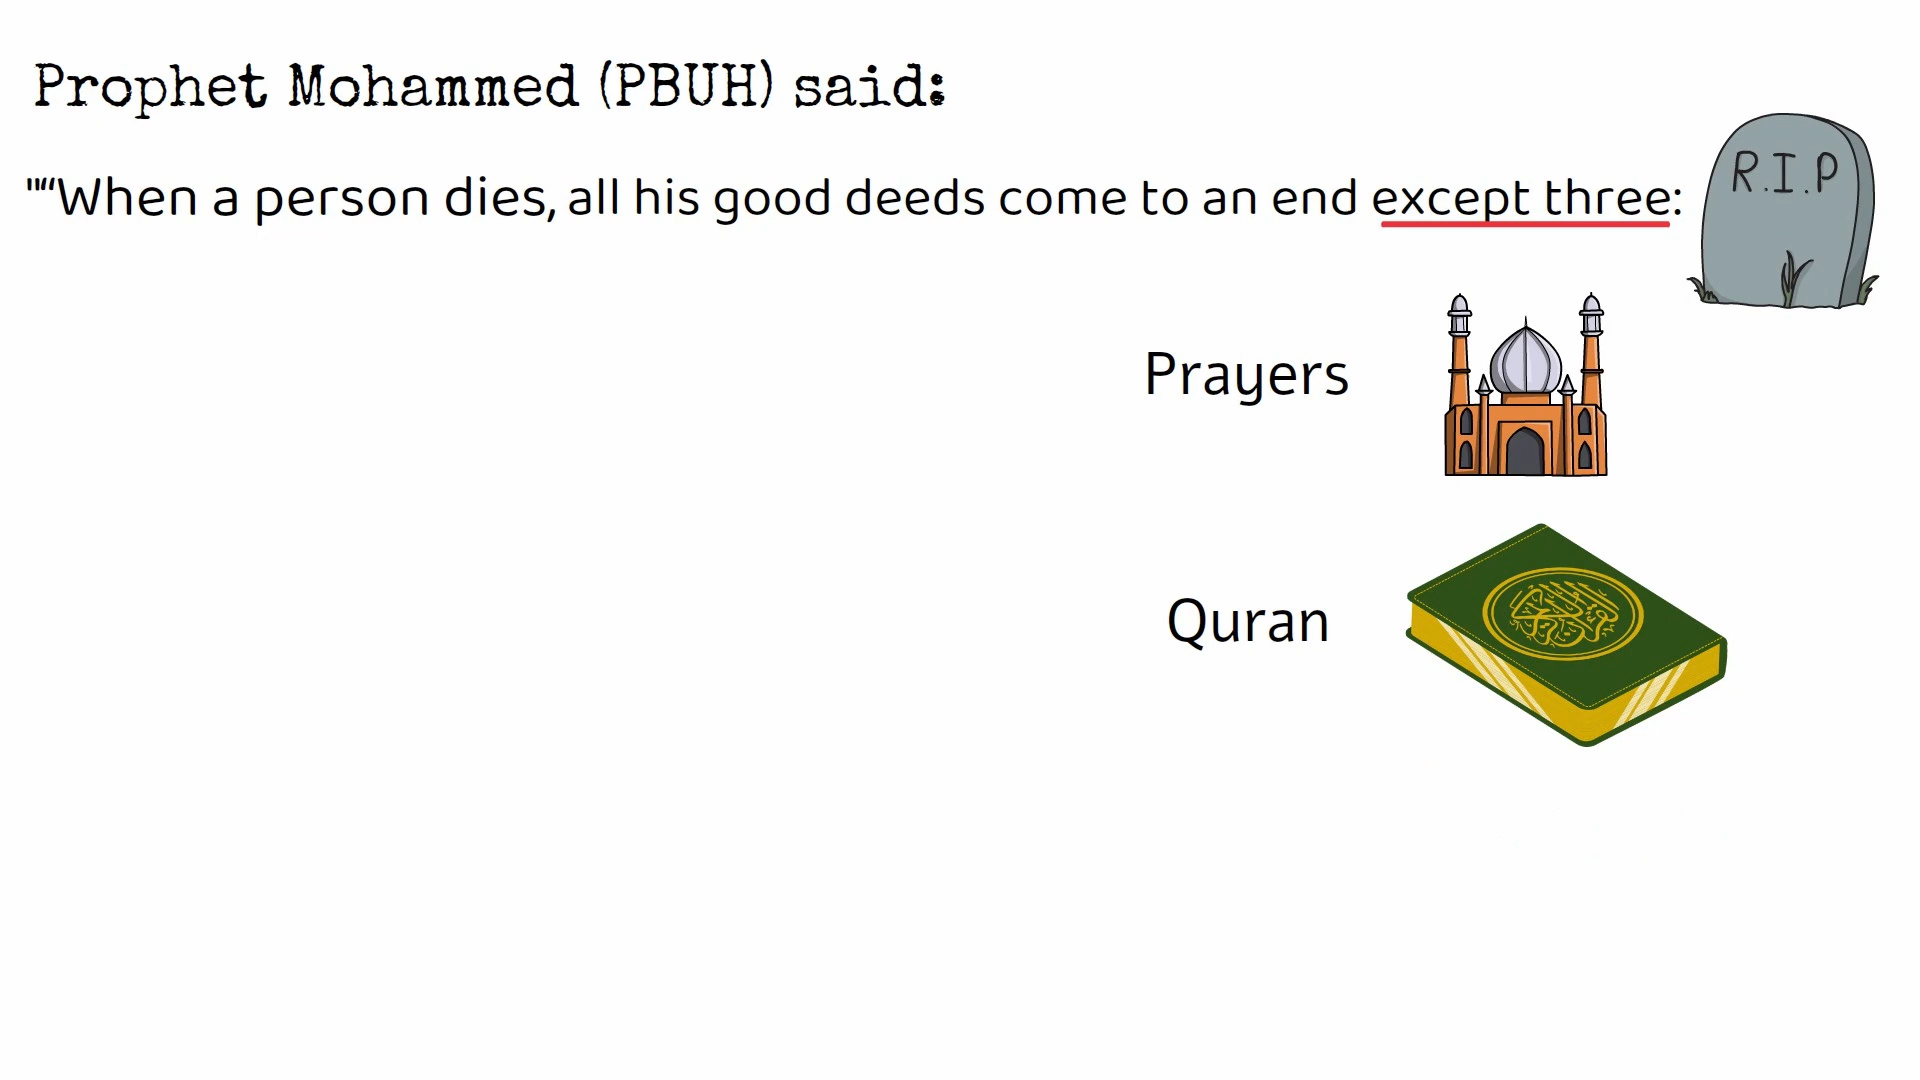 Prophet Mohammed (PBUH) said:
""“When a person dies, all his good deeds come to an end except three:
R.I.P
Prayers
Quran